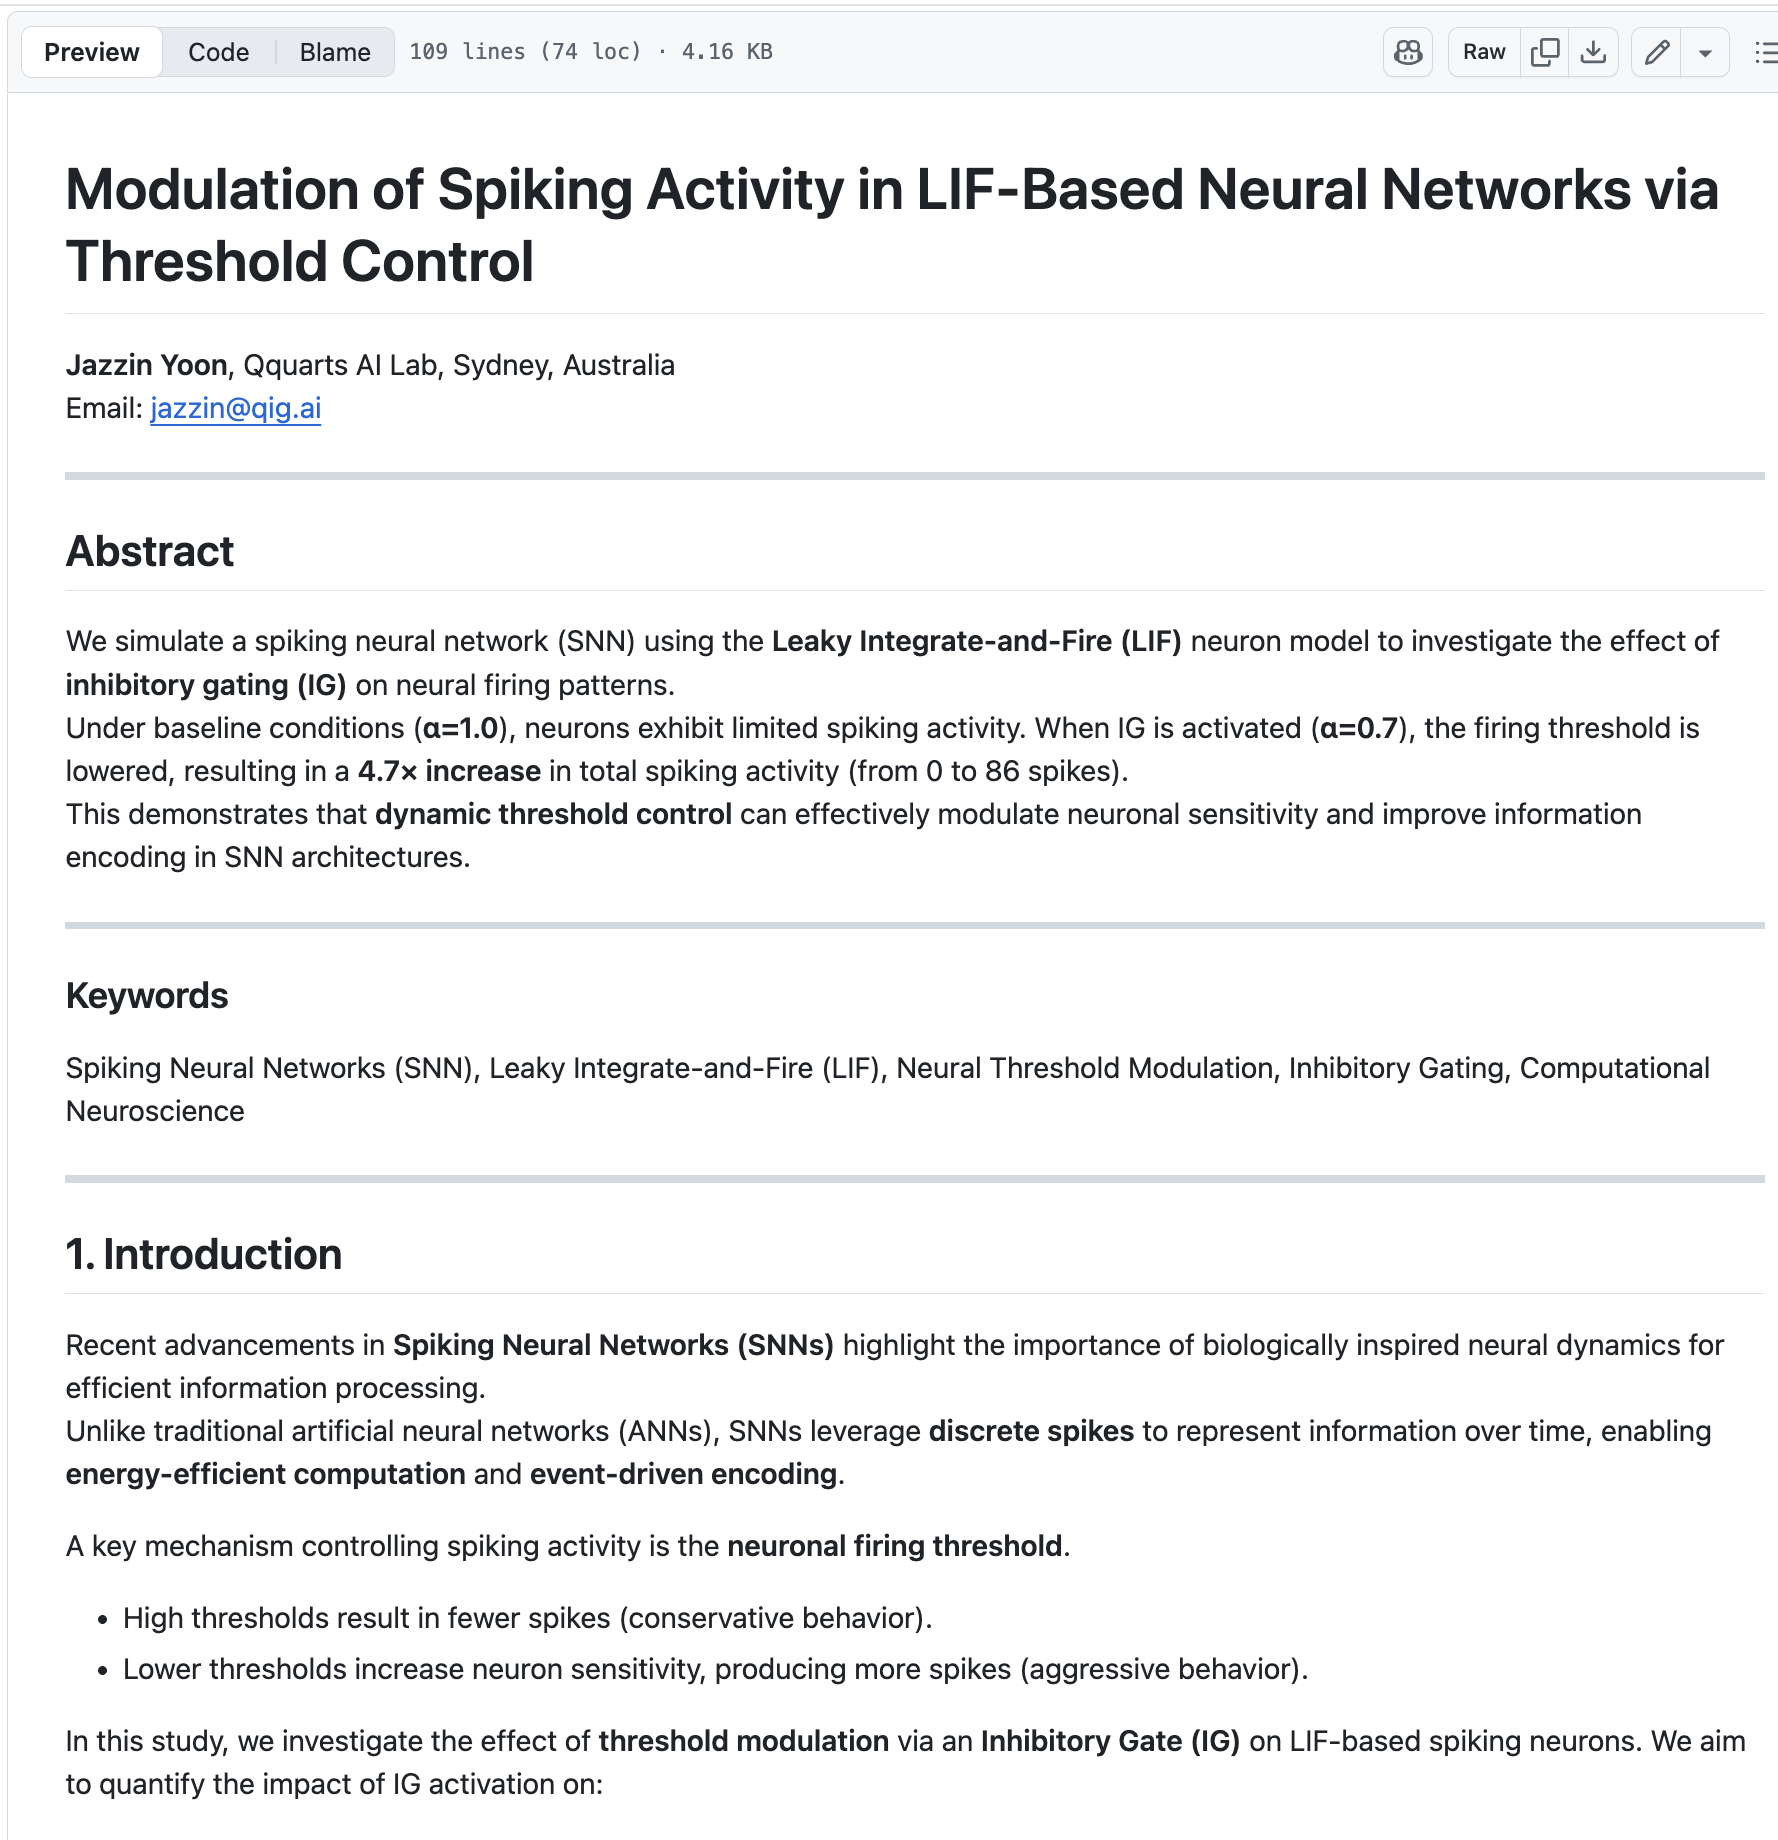 Preview Code Blame 109 lines (74 loc) · 4.16 KB Raw
Modulation of Spiking Activity in LIF-Based Neural Networks via
Threshold Control
Jazzin Yoon, Qquarts AI Lab, Sydney, Australia
Email: jazzin@qig.ai
Abstract
We simulate a spiking neural network (SNN) using the Leaky Integrate-and-Fire (LIF) neuron model to investigate the effect of
inhibitory gating (IG) on neural firing patterns.
Under baseline conditions (α=1.0), neurons exhibit limited spiking activity. When IG is activated (α=0.7), the firing threshold is
lowered, resulting in a 4.7× increase in total spiking activity (from 0 to 86 spikes).
This demonstrates that dynamic threshold control can effectively modulate neuronal sensitivity and improve information
encoding in SNN architectures.
Keywords
Spiking Neural Networks (SNN), Leaky Integrate-and-Fire (LIF), Neural Threshold Modulation, Inhibitory Gating, Computational
Neuroscience
1. Introduction
Recent advancements in Spiking Neural Networks (SNNs) highlight the importance of biologically inspired neural dynamics for
efficient information processing.
Unlike traditional artificial neural networks (ANNs), SNNs leverage discrete spikes to represent information over time, enabling
energy-efficient computation and event-driven encoding.
A key mechanism controlling spiking activity is the neuronal firing threshold.
• High thresholds result in fewer spikes (conservative behavior).
• Lower thresholds increase neuron sensitivity, producing more spikes (aggressive behavior).
In this study, we investigate the effect of threshold modulation via an Inhibitory Gate (IG) on LIF-based spiking neurons. We aim
to quantify the impact of IG activation on: